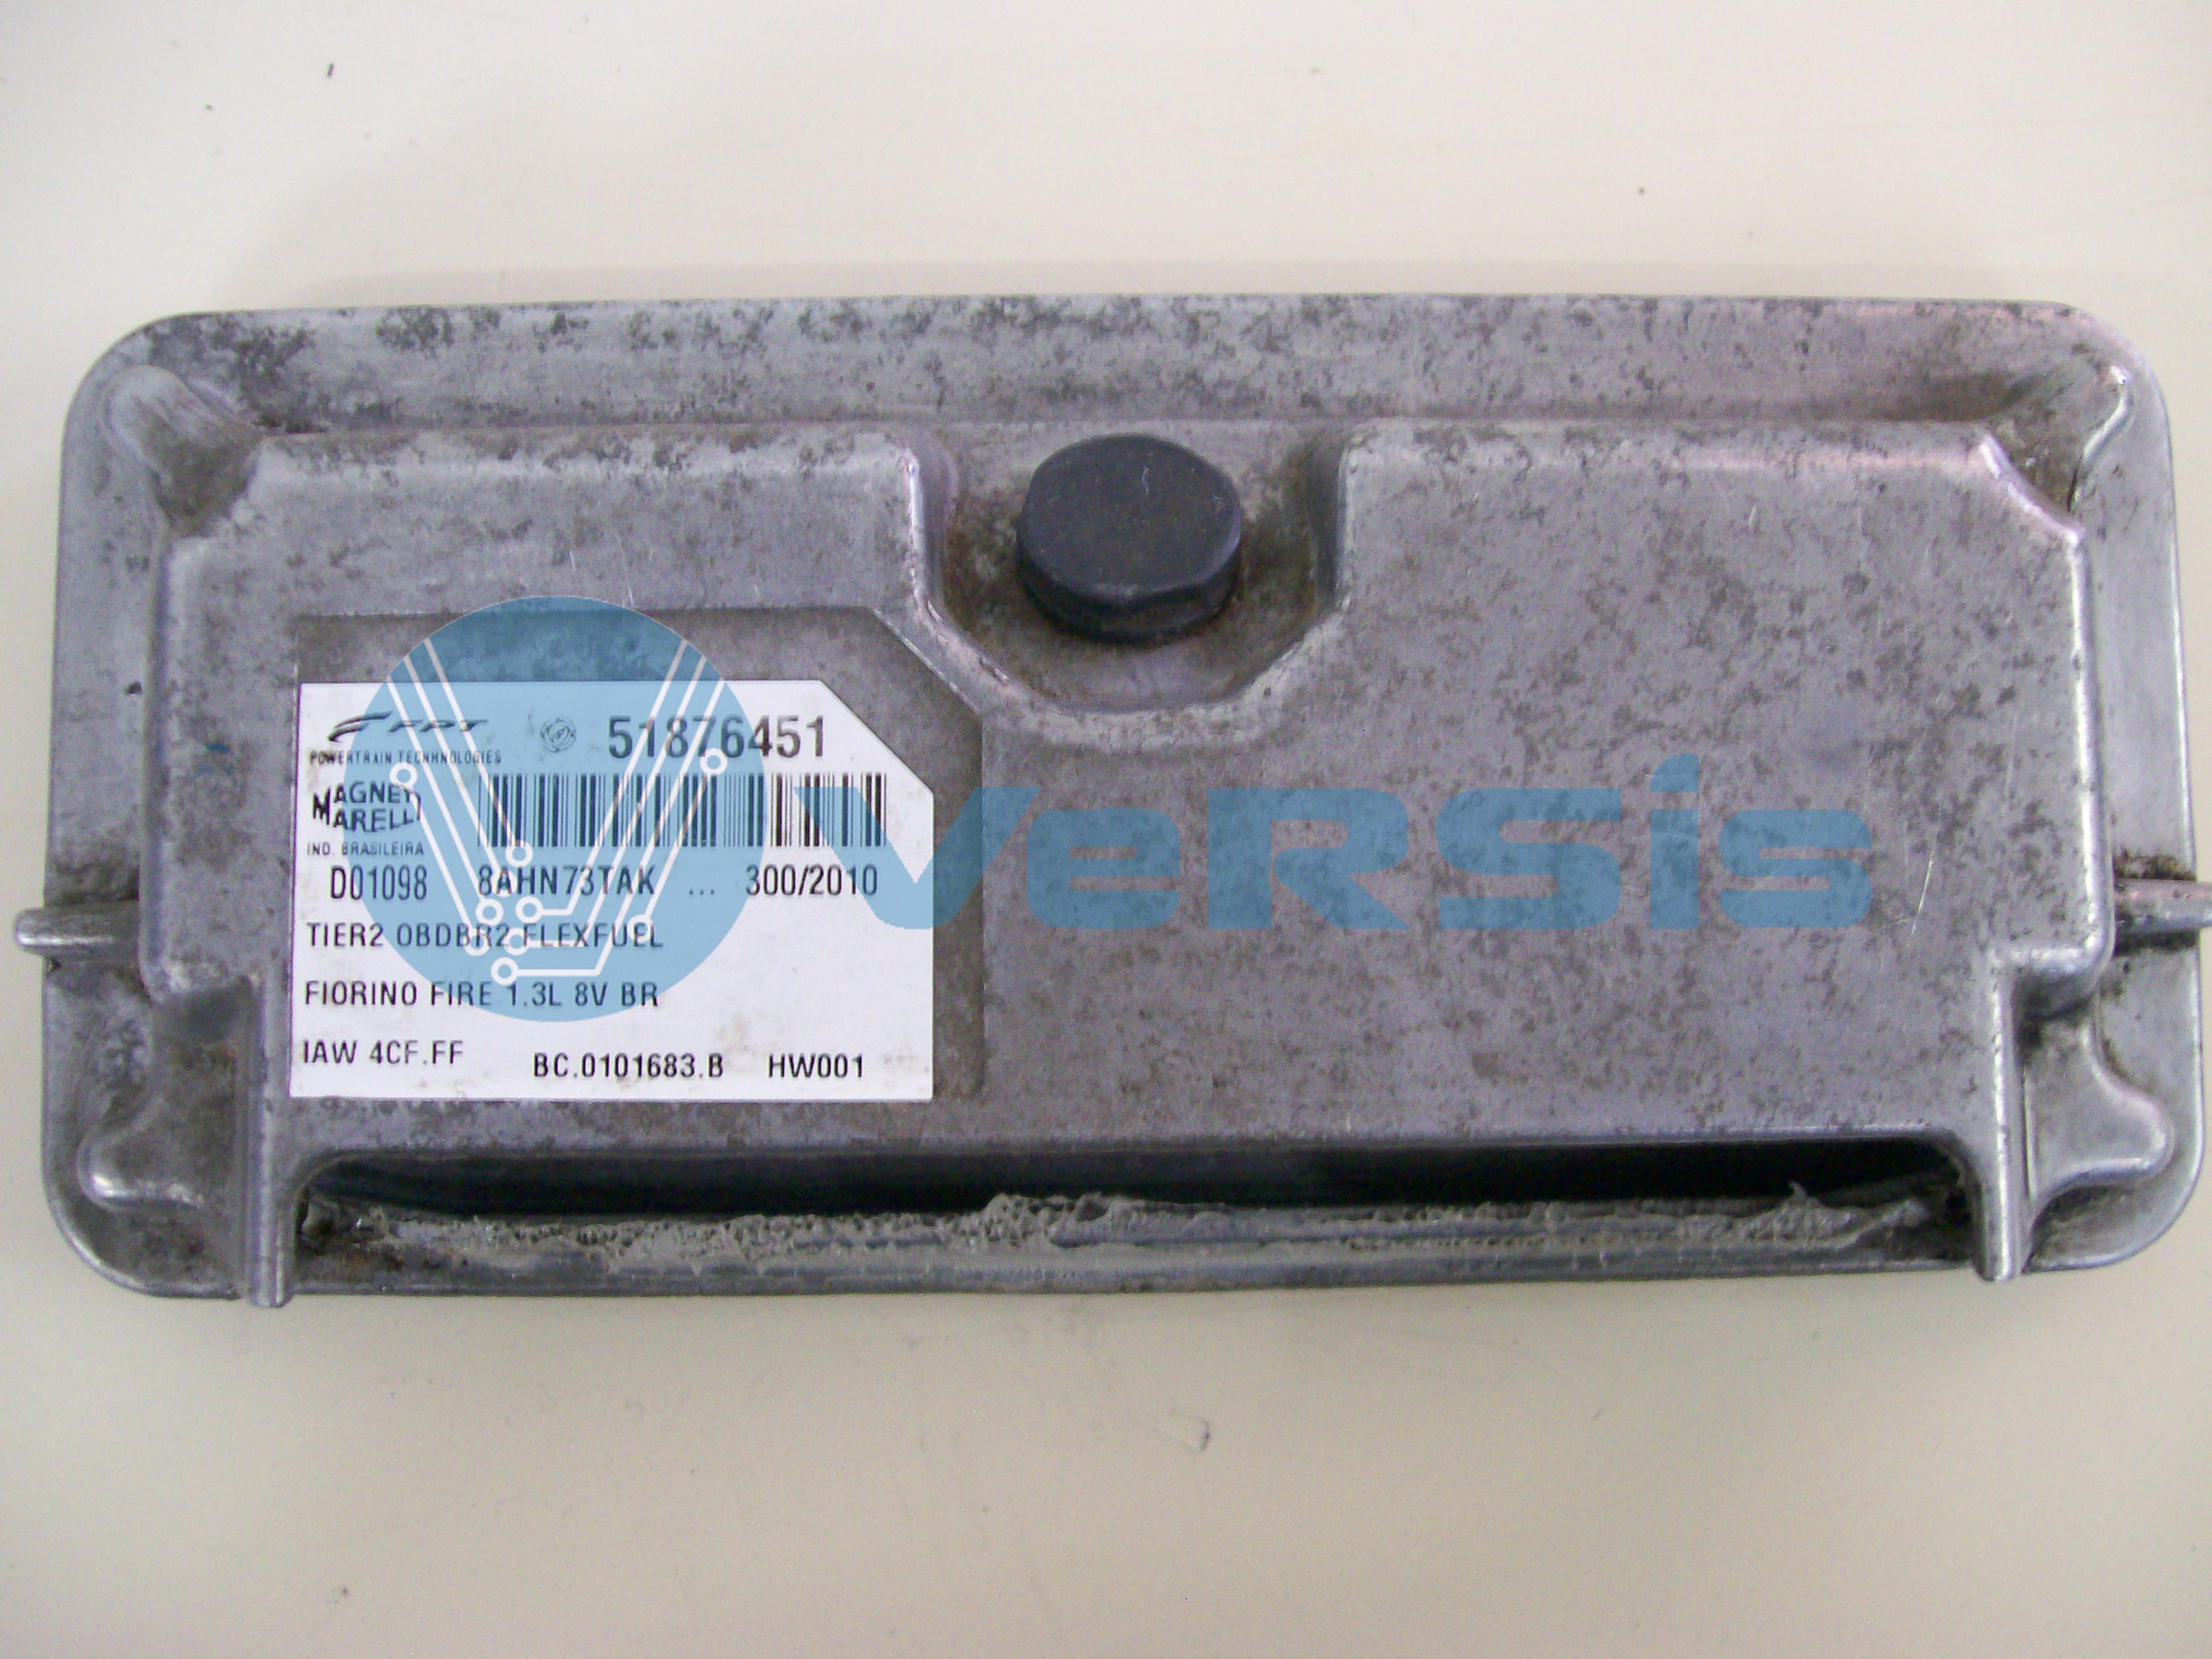 FPT 51876451
POWERTRAIN TECNHNOLOGIES
MAGNETI
MARELLI
IND. BRASILEIRA
D01098 8AHN73TAK ... 300/2010
TIER2 OBDBR2 FLEXFUEL
FIORINO FIRE 1.3L 8V BR
IAW 4CF.FF BC.0101683.B HW001
VeRSis